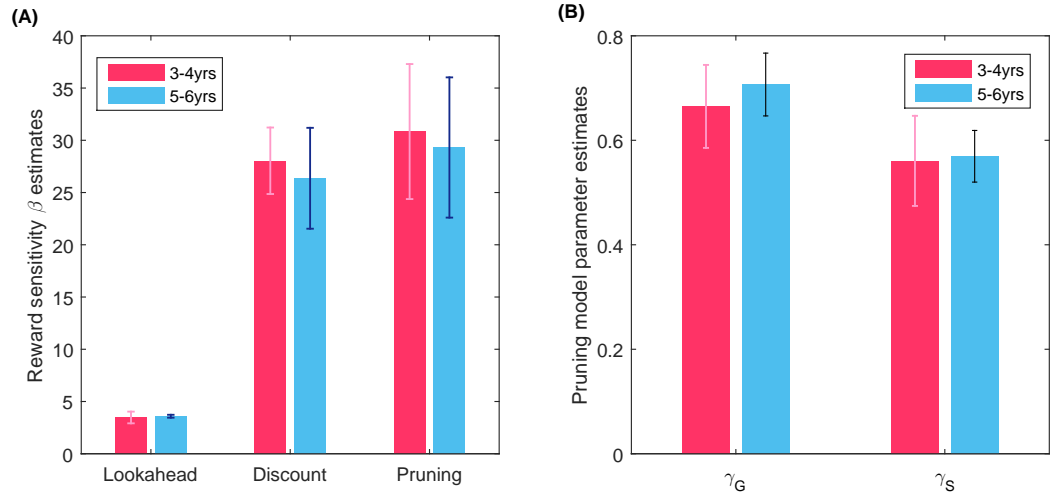 (A)
Reward sensitivity β estimates
40
35
30
25
20
15
10
5
0
3-4yrs
5-6yrs
Lookahead Discount Pruning
(B)
Pruning model parameter estimates
0.8
0.6
0.4
0.2
0
3-4yrs
5-6yrs
γG γS